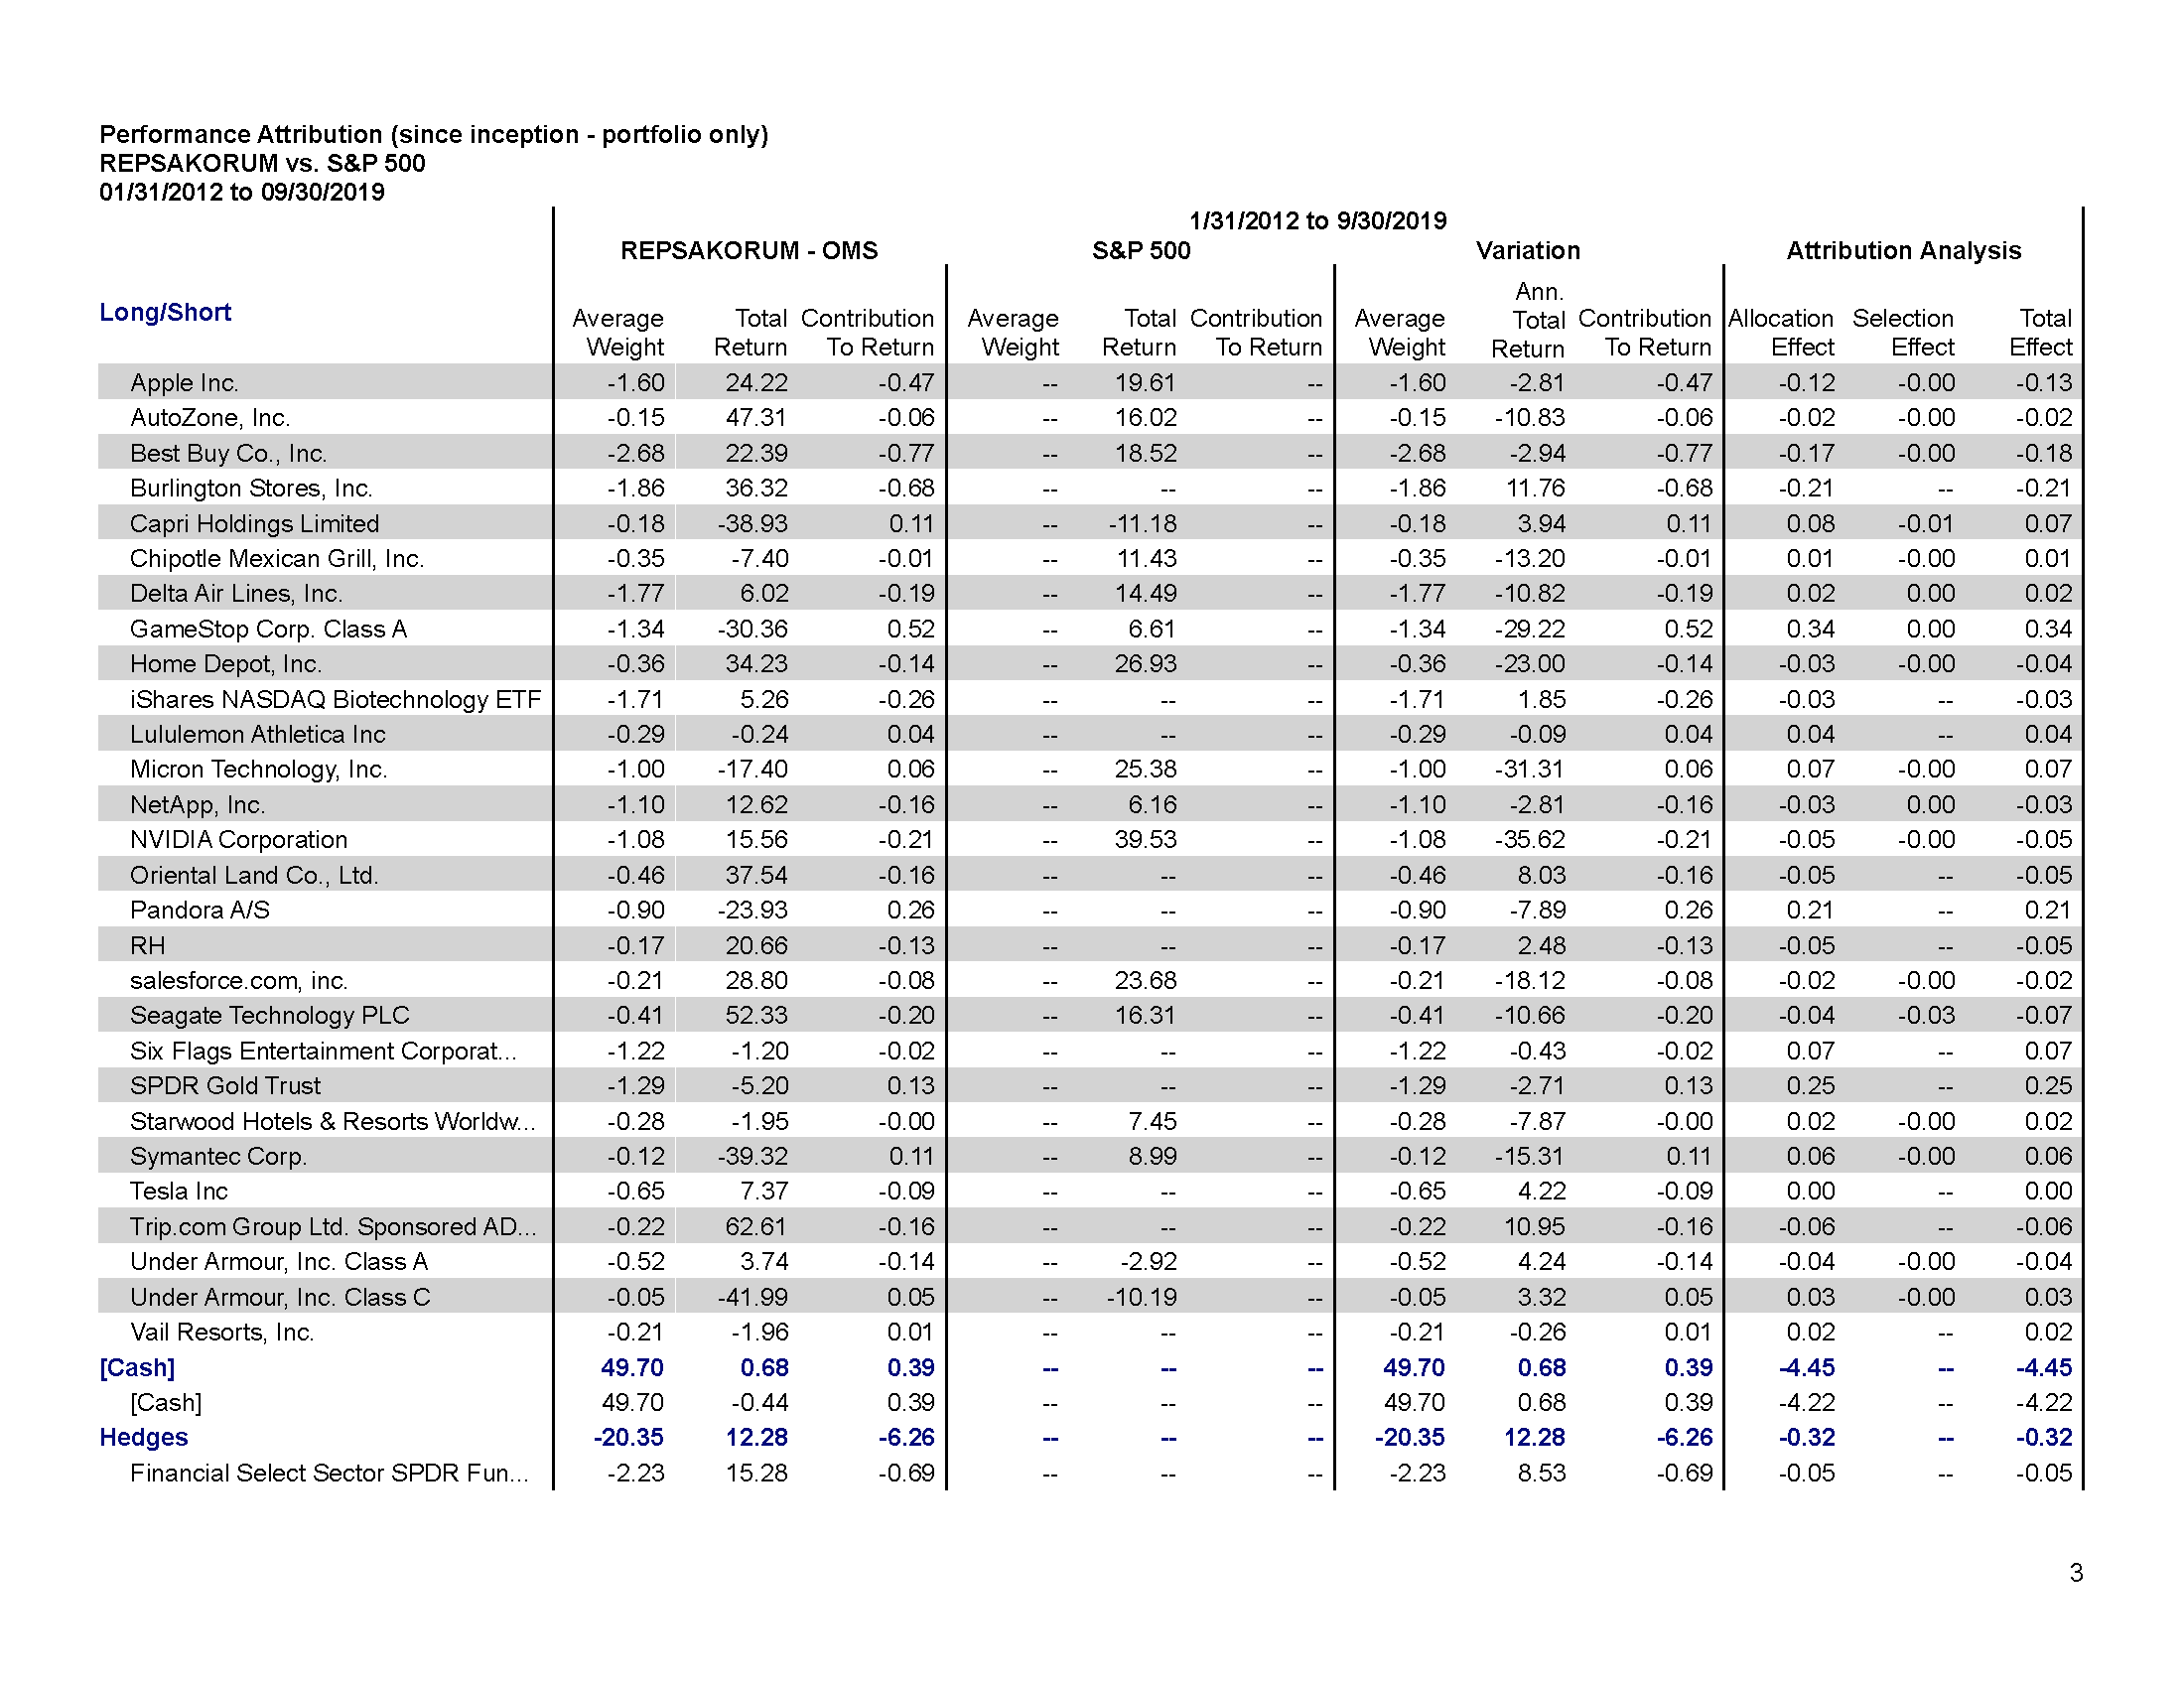 Performance Attribution (since inception - portfolio only)
REPSAKORUM vs. S&P 500
01/31/2012 to 09/30/2019
1/31/2012 to 9/30/2019
REPSAKORUM - OMS S&P 500 Variation Attribution Analysis
Long/Short Average Weight Total Return Contribution To Return Average Weight Total Return Contribution To Return Average Weight Ann. Total Return Contribution To Return Allocation Effect Selection Effect Total Effect
Apple Inc. -1.60 24.22 -0.47 -- 19.61 -- -1.60 -2.81 -0.47 -0.12 -0.00 -0.13
AutoZone, Inc. -0.15 47.31 -0.06 -- 16.02 -- -0.15 -10.83 -0.06 -0.02 -0.00 -0.02
Best Buy Co., Inc. -2.68 22.39 -0.77 -- 18.52 -- -2.68 -2.94 -0.77 -0.17 -0.00 -0.18
Burlington Stores, Inc. -1.86 36.32 -0.68 -- -- -- -1.86 11.76 -0.68 -0.21 -- -0.21
Capri Holdings Limited -0.18 -38.93 0.11 -- -11.18 -- -0.18 3.94 0.11 0.08 -0.01 0.07
Chipotle Mexican Grill, Inc. -0.35 -7.40 -0.01 -- 11.43 -- -0.35 -13.20 -0.01 0.01 -0.00 0.01
Delta Air Lines, Inc. -1.77 6.02 -0.19 -- 14.49 -- -1.77 -10.82 -0.19 0.02 0.00 0.02
GameStop Corp. Class A -1.34 -30.36 0.52 -- 6.61 -- -1.34 -29.22 0.52 0.34 0.00 0.34
Home Depot, Inc. -0.36 34.23 -0.14 -- 26.93 -- -0.36 -23.00 -0.14 -0.03 -0.00 -0.04
iShares NASDAQ Biotechnology ETF -1.71 5.26 -0.26 -- -- -- -1.71 1.85 -0.26 -0.03 -- -0.03
Lululemon Athletica Inc -0.29 -0.24 0.04 -- -- -- -0.29 -0.09 0.04 0.04 -- 0.04
Micron Technology, Inc. -1.00 -17.40 0.06 -- 25.38 -- -1.00 -31.31 0.06 0.07 -0.00 0.07
NetApp, Inc. -1.10 12.62 -0.16 -- 6.16 -- -1.10 -2.81 -0.16 -0.03 0.00 -0.03
NVIDIA Corporation -1.08 15.56 -0.21 -- 39.53 -- -1.08 -35.62 -0.21 -0.05 -0.00 -0.05
Oriental Land Co., Ltd. -0.46 37.54 -0.16 -- -- -- -0.46 8.03 -0.16 -0.05 -- -0.05
Pandora A/S -0.90 -23.93 0.26 -- -- -- -0.90 -7.89 0.26 0.21 -- 0.21
RH -0.17 20.66 -0.13 -- -- -- -0.17 2.48 -0.13 -0.05 -- -0.05
salesforce.com, inc. -0.21 28.80 -0.08 -- 23.68 -- -0.21 -18.12 -0.08 -0.02 -0.00 -0.02
Seagate Technology PLC -0.41 52.33 -0.20 -- 16.31 -- -0.41 -10.66 -0.20 -0.04 -0.03 -0.07
Six Flags Entertainment Corporat... -1.22 -1.20 -0.02 -- -- -- -1.22 -0.43 -0.02 0.07 -- 0.07
SPDR Gold Trust -1.29 -5.20 0.13 -- -- -- -1.29 -2.71 0.13 0.25 -- 0.25
Starwood Hotels & Resorts Worldw... -0.28 -1.95 -0.00 -- 7.45 -- -0.28 -7.87 -0.00 0.02 -0.00 0.02
Symantec Corp. -0.12 -39.32 0.11 -- 8.99 -- -0.12 -15.31 0.11 0.06 -0.00 0.06
Tesla Inc -0.65 7.37 -0.09 -- -- -- -0.65 4.22 -0.09 0.00 -- 0.00
Trip.com Group Ltd. Sponsored AD... -0.22 62.61 -0.16 -- -- -- -0.22 10.95 -0.16 -0.06 -- -0.06
Under Armour, Inc. Class A -0.52 3.74 -0.14 -- -2.92 -- -0.52 4.24 -0.14 -0.04 -0.00 -0.04
Under Armour, Inc. Class C -0.05 -41.99 0.05 -- -10.19 -- -0.05 3.32 0.05 0.03 -0.00 0.03
Vail Resorts, Inc. -0.21 -1.96 0.01 -- -- -- -0.21 -0.26 0.01 0.02 -- 0.02
[Cash] 49.70 0.68 0.39 -- -- -- 49.70 0.68 0.39 -4.45 -- -4.45
[Cash] 49.70 -0.44 0.39 -- -- -- 49.70 0.68 0.39 -4.22 -- -4.22
Hedges -20.35 12.28 -6.26 -- -- -- -20.35 12.28 -6.26 -0.32 -- -0.32
Financial Select Sector SPDR Fun... -2.23 15.28 -0.69 -- -- -- -2.23 8.53 -0.69 -0.05 -- -0.05
3